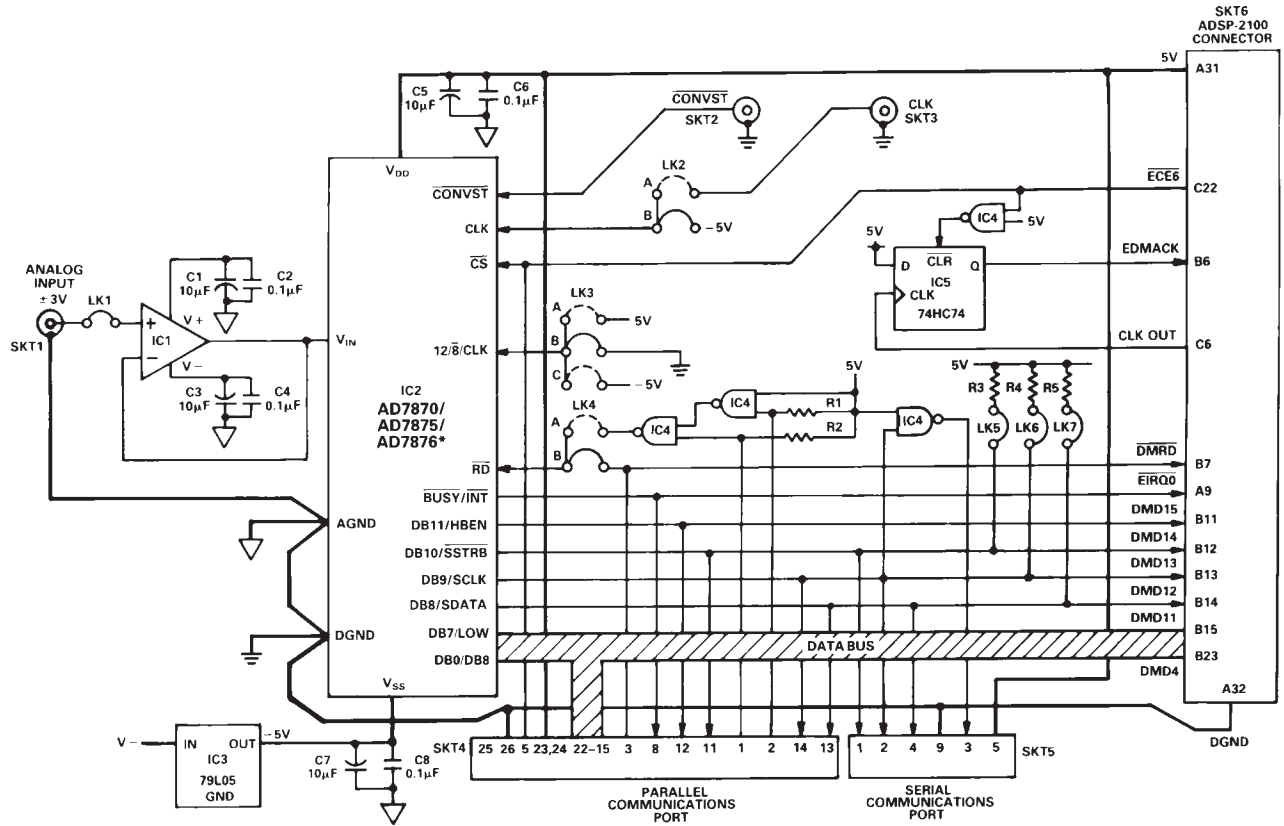 SKT6
ADSP-2100
CONNECTOR
5V
A31
C5
10µF
C6
0.1µF
CONVST
SKT2
CLK
SKT3
VDD
LK2
A
B
-5V
CONVST
CLK
CS
ECE6
C22
IC4
5V
5V
D
CLR
Q
IC5
CLK
74HC74
EDMACK
B6
ANALOG
INPUT
± 3V
LK1
SKT1
C1
10µF
C2
0.1µF
+
V+
IC1
−
V−
C3
10µF
C4
0.1µF
VIN
LK3
A
5V
B
C
-5V
12/8/CLK
CLK OUT
C6
IC2
AD7870/
AD7875/
AD7876*
5V
5V
R3
R4
R5
LK5
LK6
LK7
IC4
R1
R2
IC4
IC4
LK4
A
B
RD
DMRD
B7
BUSY/INT
EIRQ0
A9
AGND
DB11/HBEN
DMD15
B11
DB10/SSTRB
DMD14
B12
DB9/SCLK
DMD13
B13
DB8/SDATA
DMD12
B14
DGND
DB7/LOW
DMD11
B15
DATA BUS
DB0/DB8
B23
DMD4
VSS
A32
DGND
V−
IN
OUT
-5V
IC3
79L05
GND
C7
10µF
C8
0.1µF
SKT4
25 26 5 23,24 22-15 3 8 12 11 1 2 14 13
PARALLEL
COMMUNICATIONS
PORT
1 2 4 9 3 5
SKT5
SERIAL
COMMUNICATIONS
PORT